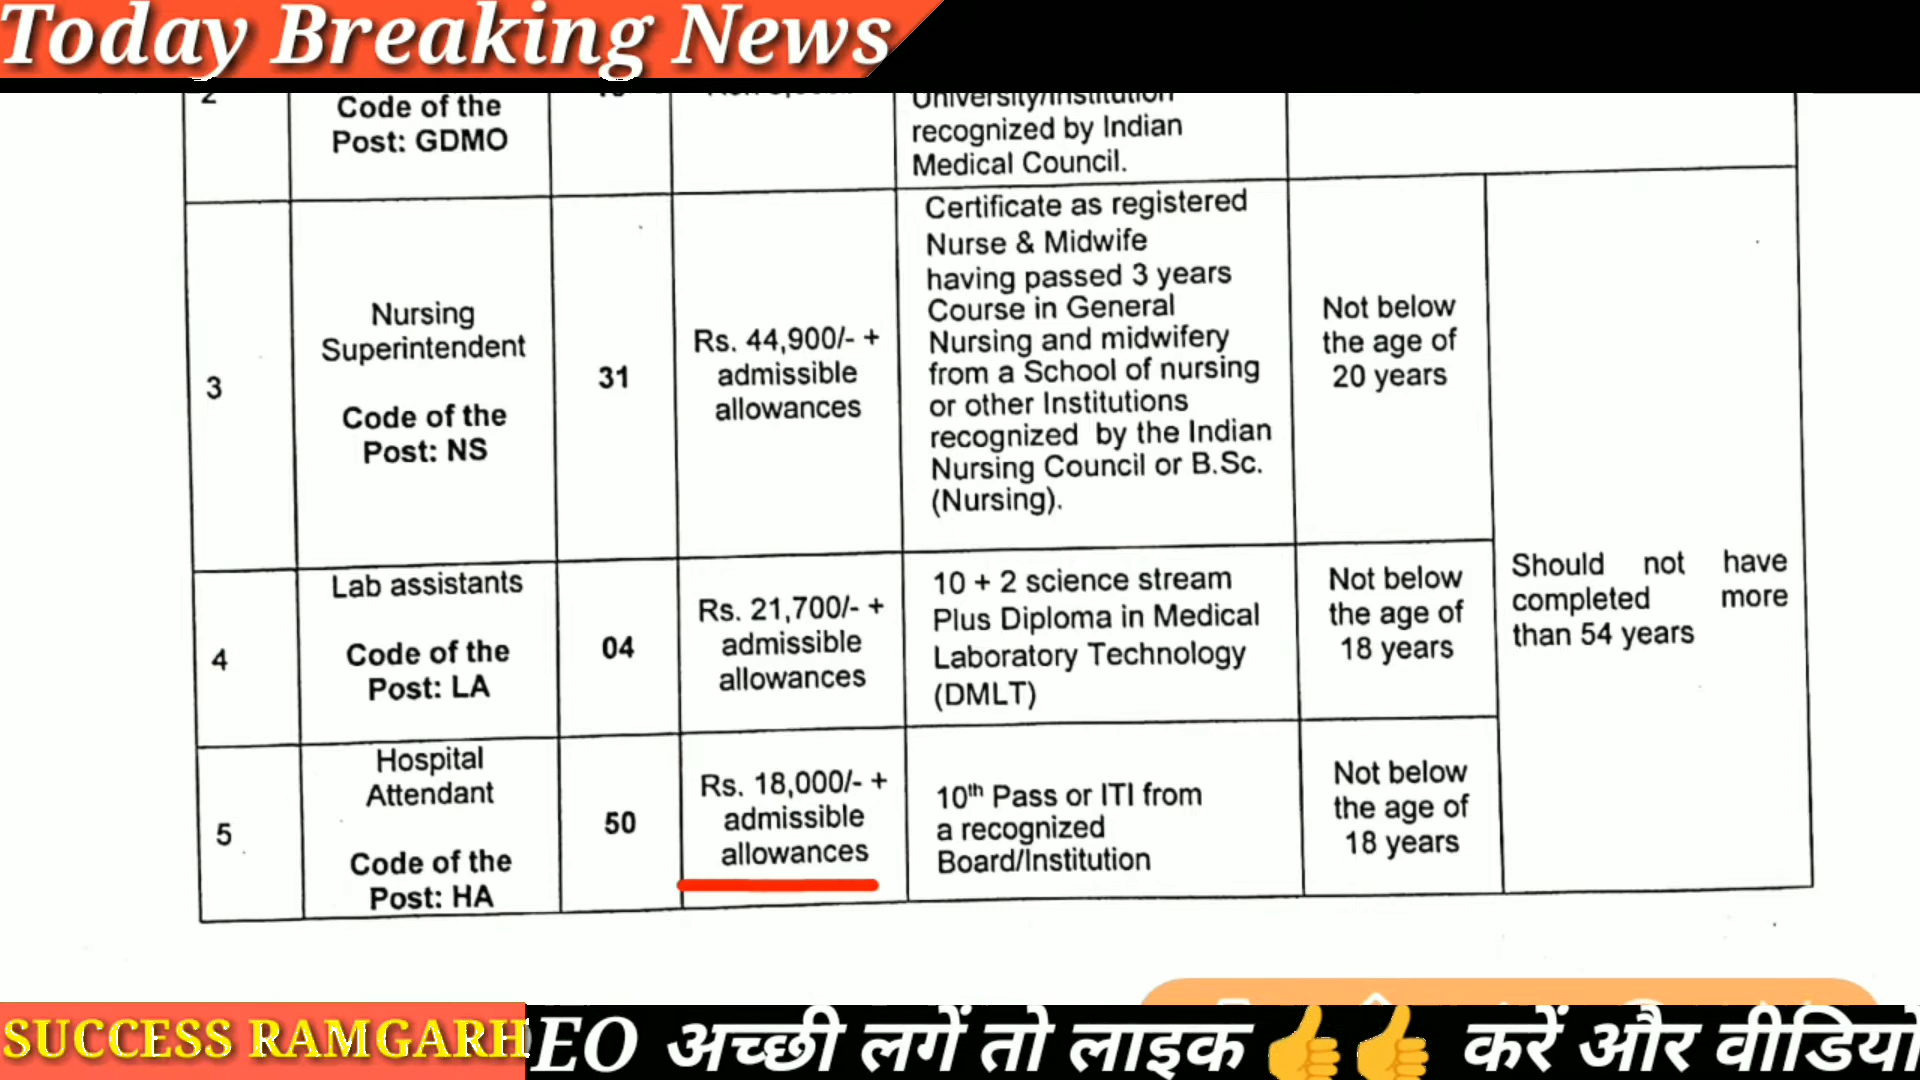 Today Breaking News
2
Code of the
Post: GDMO
recognized by Indian
Medical Council.
3
Nursing
Superintendent
Code of the
Post: NS
31
Rs. 44,900/- +
admissible
allowances
Certificate as registered
Nurse & Midwife
having passed 3 years
Course in General
Nursing and midwifery
from a School of nursing
or other Institutions
recognized by the Indian
Nursing Council or B.Sc.
(Nursing).
Not below
the age of
20 years
Should not have
completed more
than 54 years
4
Lab assistants
Code of the
Post: LA
04
Rs. 21,700/- +
admissible
allowances
10 + 2 science stream
Plus Diploma in Medical
Laboratory Technology
(DMLT)
Not below
the age of
18 years
5
Hospital
Attendant
Code of the
Post: HA
50
Rs. 18,000/- +
admissible
allowances
10th Pass or ITI from
a recognized
Board/Institution
Not below
the age of
18 years
SUCCESS RAMGARH
EO अच्छी लगें तो लाइक 👍👍 करें और वीडियो